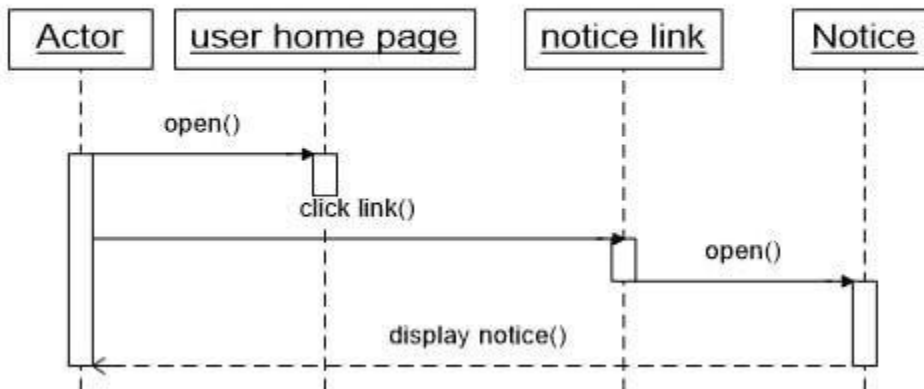 Actor
user home page
notice link
Notice
open()
click link()
open()
display notice()